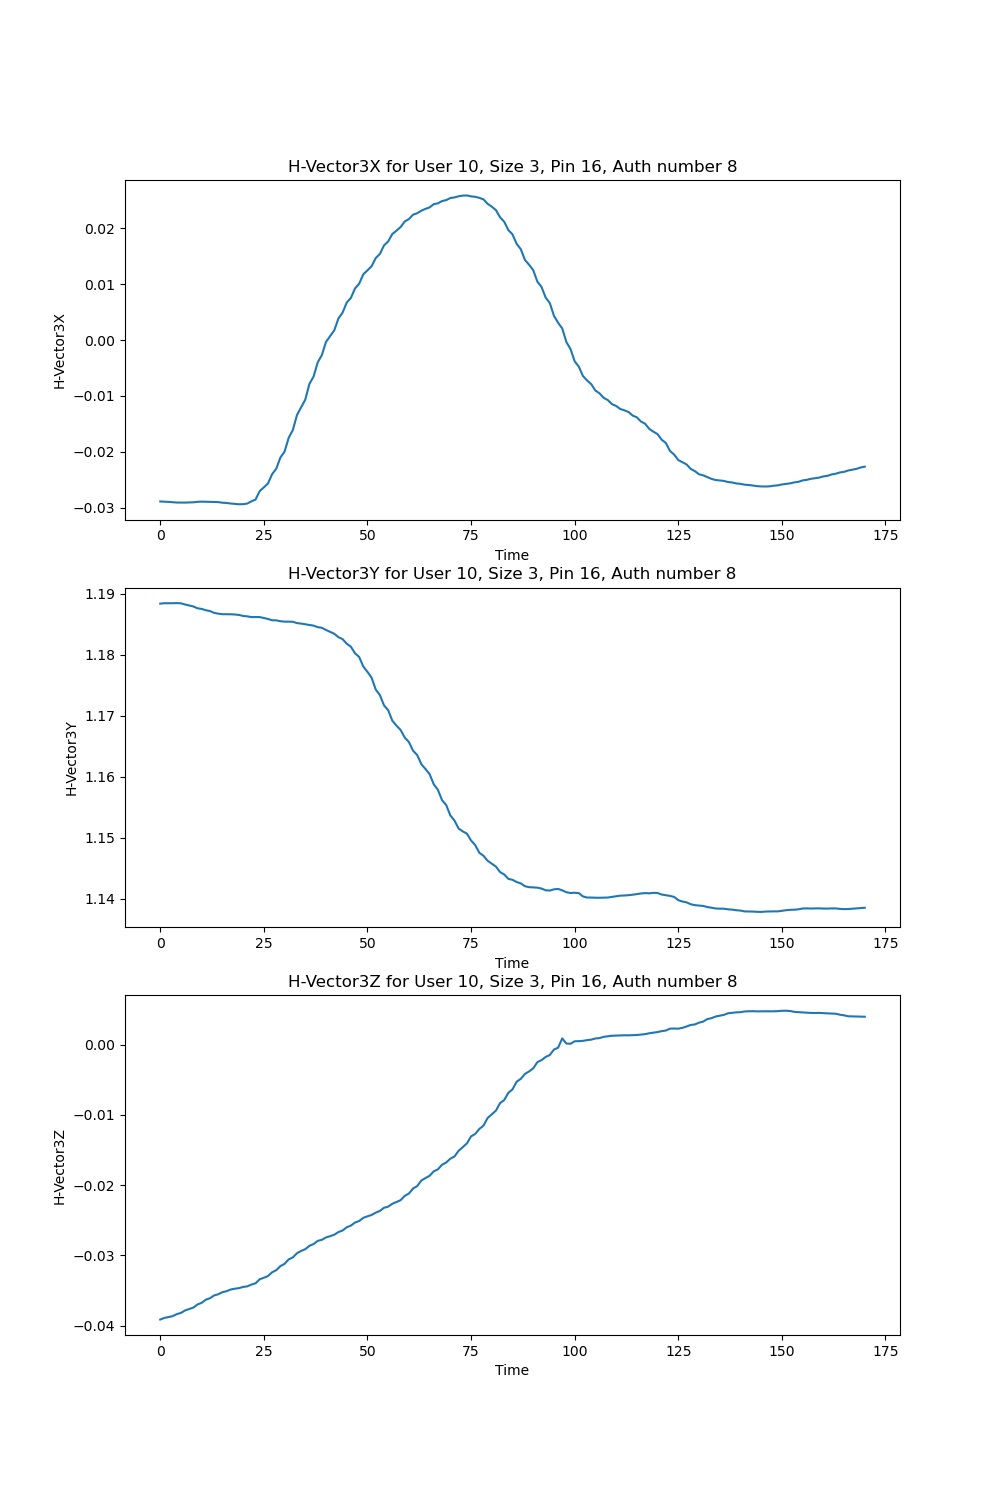 H-Vector3X for User 10, Size 3, Pin 16, Auth number 8
0.02
0.01
0.00
−0.01
−0.02
−0.03
H-Vector3X
0 25 50 75 100 125 150 175
Time
H-Vector3Y for User 10, Size 3, Pin 16, Auth number 8
1.19
1.18
1.17
1.16
1.15
1.14
H-Vector3Y
0 25 50 75 100 125 150 175
Time
H-Vector3Z for User 10, Size 3, Pin 16, Auth number 8
0.00
−0.01
−0.02
−0.03
−0.04
H-Vector3Z
0 25 50 75 100 125 150 175
Time